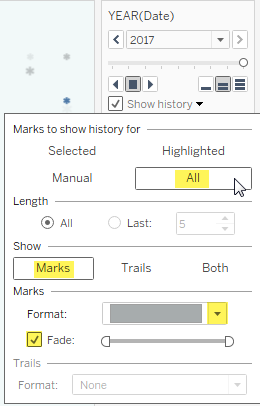 YEAR(Date)
2017
Show history
Marks to show history for
Selected Highlighted
Manual All
Length
All Last: 5
Show
Marks Trails Both
Marks
Format:
Fade:
Trails
Format: None